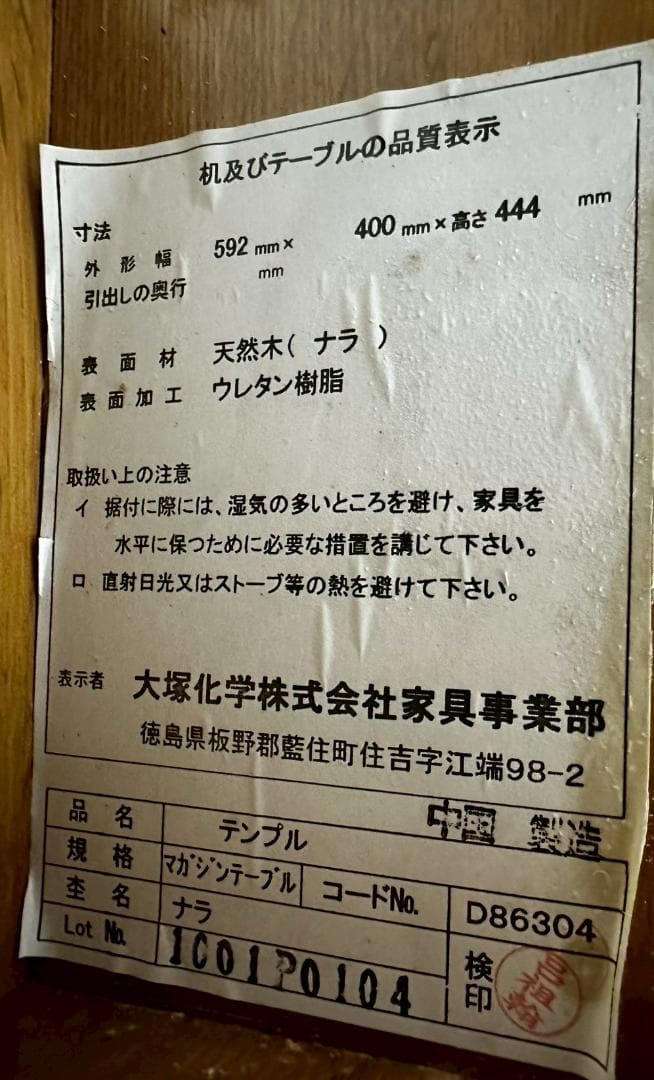 机及びテーブルの品質表示
寸法
外形幅 592 mm× 400 mm×高さ 444 mm
引出しの奥行 mm
表面材 天然木( ナラ )
表面加工 ウレタン樹脂
取扱い上の注意
イ 据付に際には、湿気の多いところを避け、家具を
水平に保つために必要な措置を講じて下さい。
ロ 直射日光又はストーブ等の熱を避けて下さい。
表示者 大塚化学株式会社家具事業部
徳島県板野郡藍住町住吉字江端98-2
中國 製造
品名 テンプル
規格 マガジンテーブル コードNo. D86304
杢名 ナラ
Lot No. 1001P0104 検印